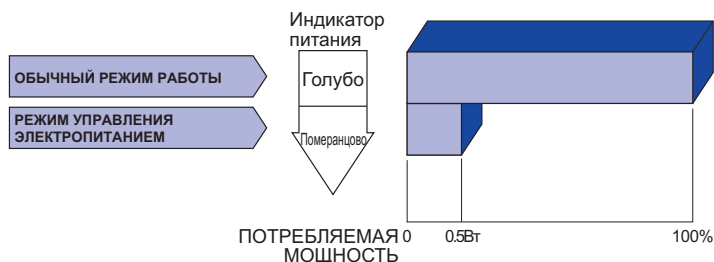 Индикатор
питания
ОБЫЧНЫЙ РЕЖИМ РАБОТЫ
Голубо
РЕЖИМ УПРАВЛЕНИЯ
ЭЛЕКТРОПИТАНИЕМ
Померанцово
ПОТРЕБЛЯЕМАЯ
МОЩНОСТЬ
0 0.5Вт 100%